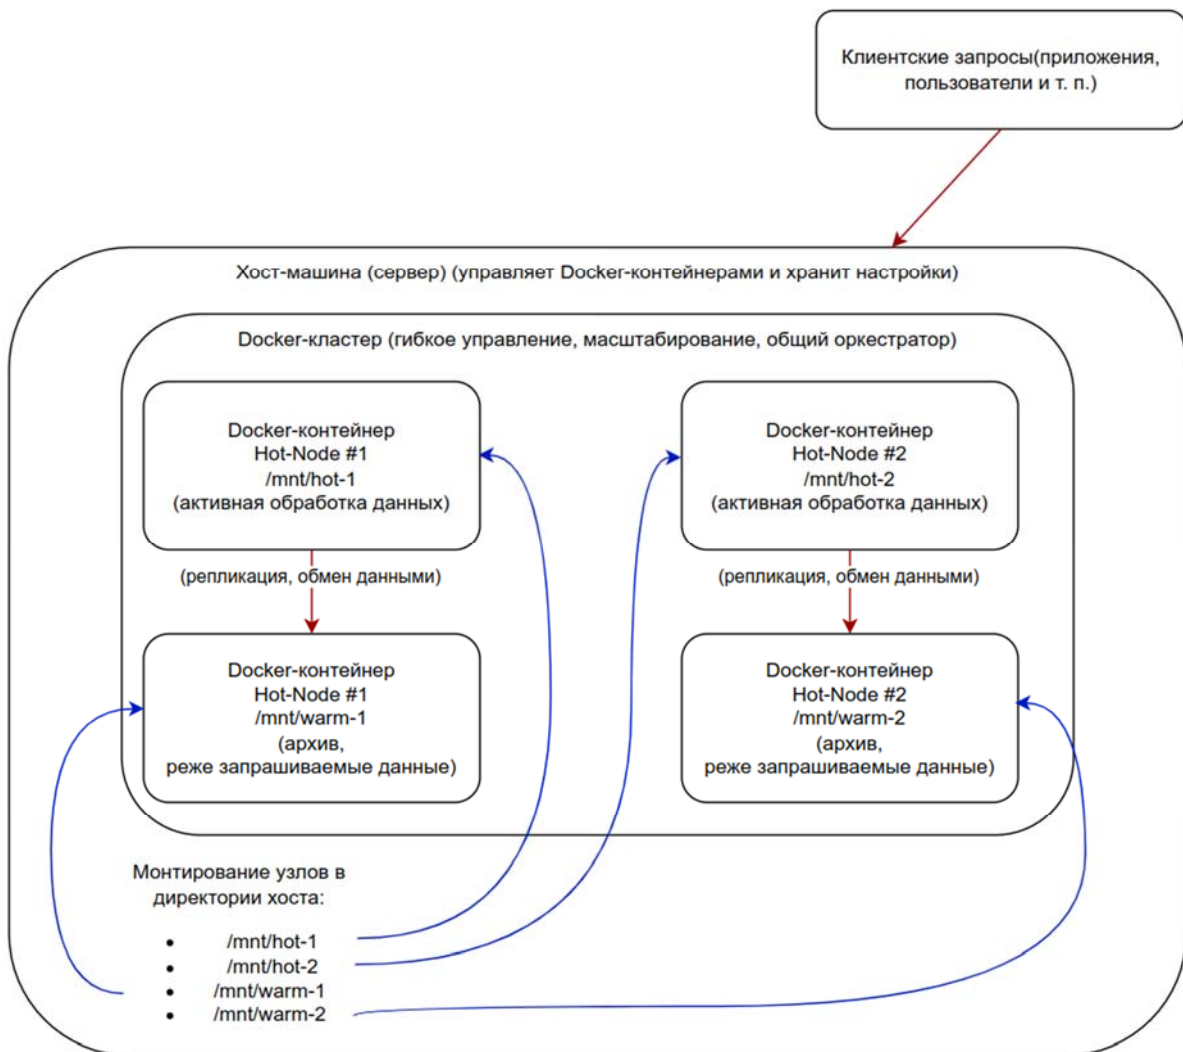 Клиентские запросы(приложения,
пользователи и т. п.)
Хост-машина (сервер) (управляет Docker-контейнерами и хранит настройки)
Docker-кластер (гибкое управление, масштабирование, общий оркестратор)
Docker-контейнер
Hot-Node #1
/mnt/hot-1
(активная обработка данных)
Docker-контейнер
Hot-Node #2
/mnt/hot-2
(активная обработка данных)
(репликация, обмен данными)
(репликация, обмен данными)
Docker-контейнер
Hot-Node #1
/mnt/warm-1
(архив,
реже запрашиваемые данные)
Docker-контейнер
Hot-Node #2
/mnt/warm-2
(архив,
реже запрашиваемые данные)
Монтирование узлов в
директории хоста:
• /mnt/hot-1
• /mnt/hot-2
• /mnt/warm-1
• /mnt/warm-2